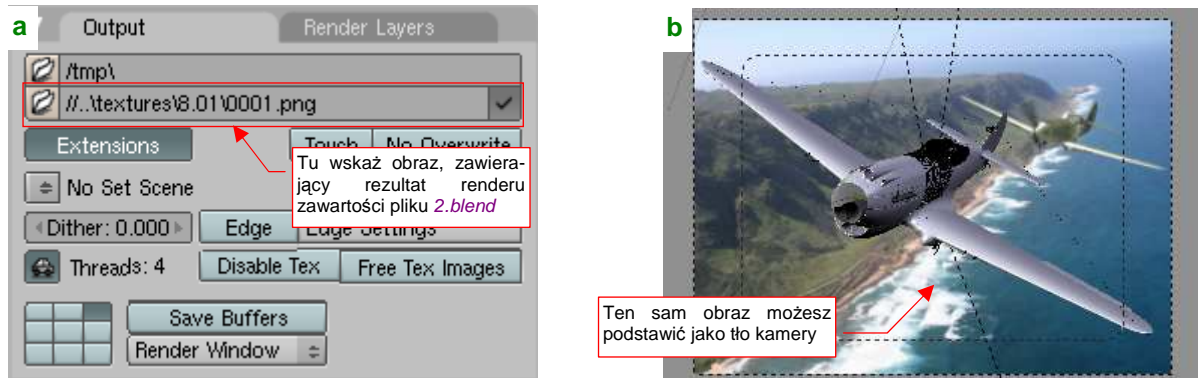 a
Output
Render Layers
/tmp\
//..\textures\8.01\0001.png
Extensions
Touch
No Overwrite
Tu wskaż obraz, zawiera-
jący rezultat renderu
zawartości pliku 2.blend
No Set Scene
Dither: 0.000
Edge
Edge Settings
Threads: 4
Disable Tex
Free Tex Images
Save Buffers
Render Window
b
Ten sam obraz możesz
podstawić jako tło kamery